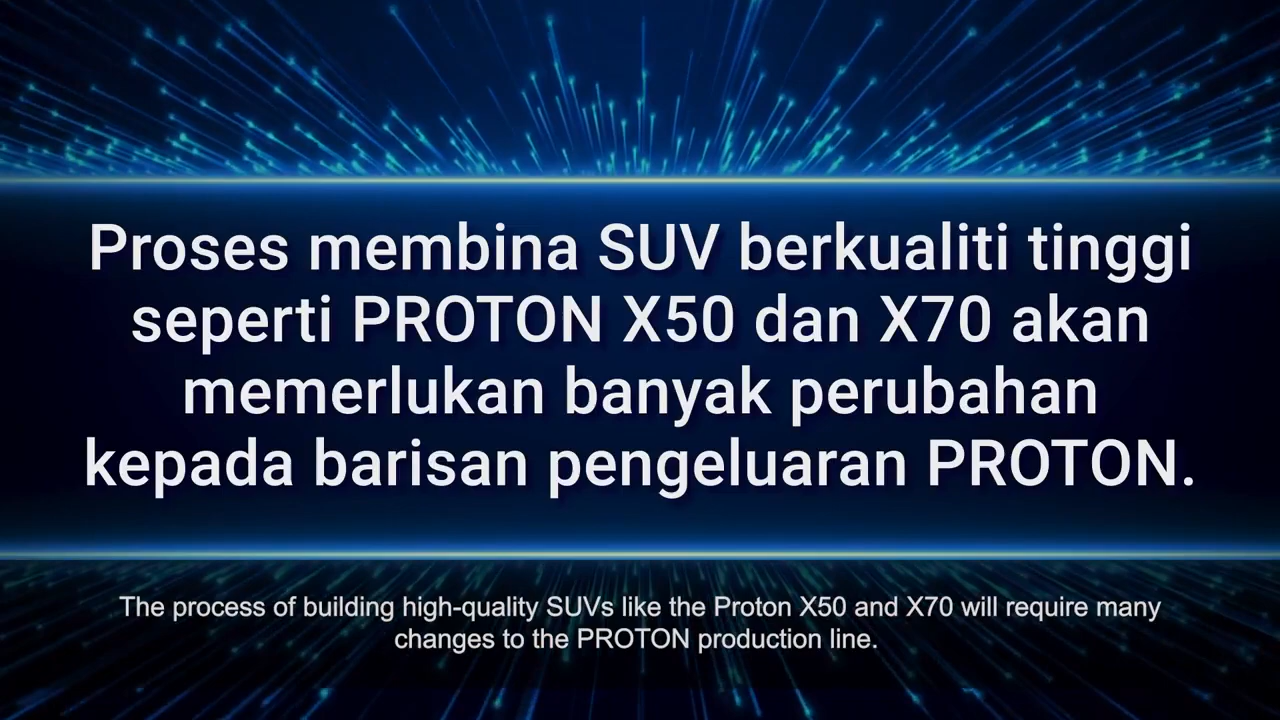 Proses membina SUV berkualiti tinggi
seperti PROTON X50 dan X70 akan
memerlukan banyak perubahan
kepada barisan pengeluaran PROTON.
The process of building high-quality SUVs like the Proton X50 and X70 will require many
changes to the PROTON production line.